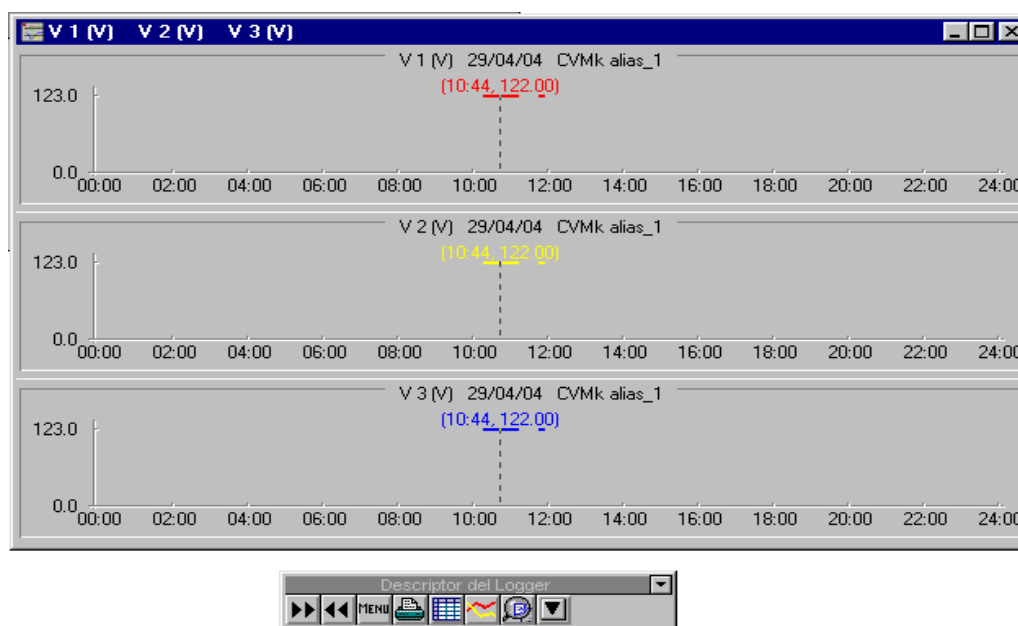 V 1 (V) V 2 (V) V 3 (V)
V 1 (V) 29/04/04 CVMk alias_1
(10:44, 122.00)
123.0
0.0
00:00 02:00 04:00 06:00 08:00 10:00 12:00 14:00 16:00 18:00 20:00 22:00 24:00
V 2 (V) 29/04/04 CVMk alias_1
(10:44, 122.00)
123.0
0.0
00:00 02:00 04:00 06:00 08:00 10:00 12:00 14:00 16:00 18:00 20:00 22:00 24:00
V 3 (V) 29/04/04 CVMk alias_1
(10:44, 122.00)
123.0
0.0
00:00 02:00 04:00 06:00 08:00 10:00 12:00 14:00 16:00 18:00 20:00 22:00 24:00
Descriptor del Logger
MENU